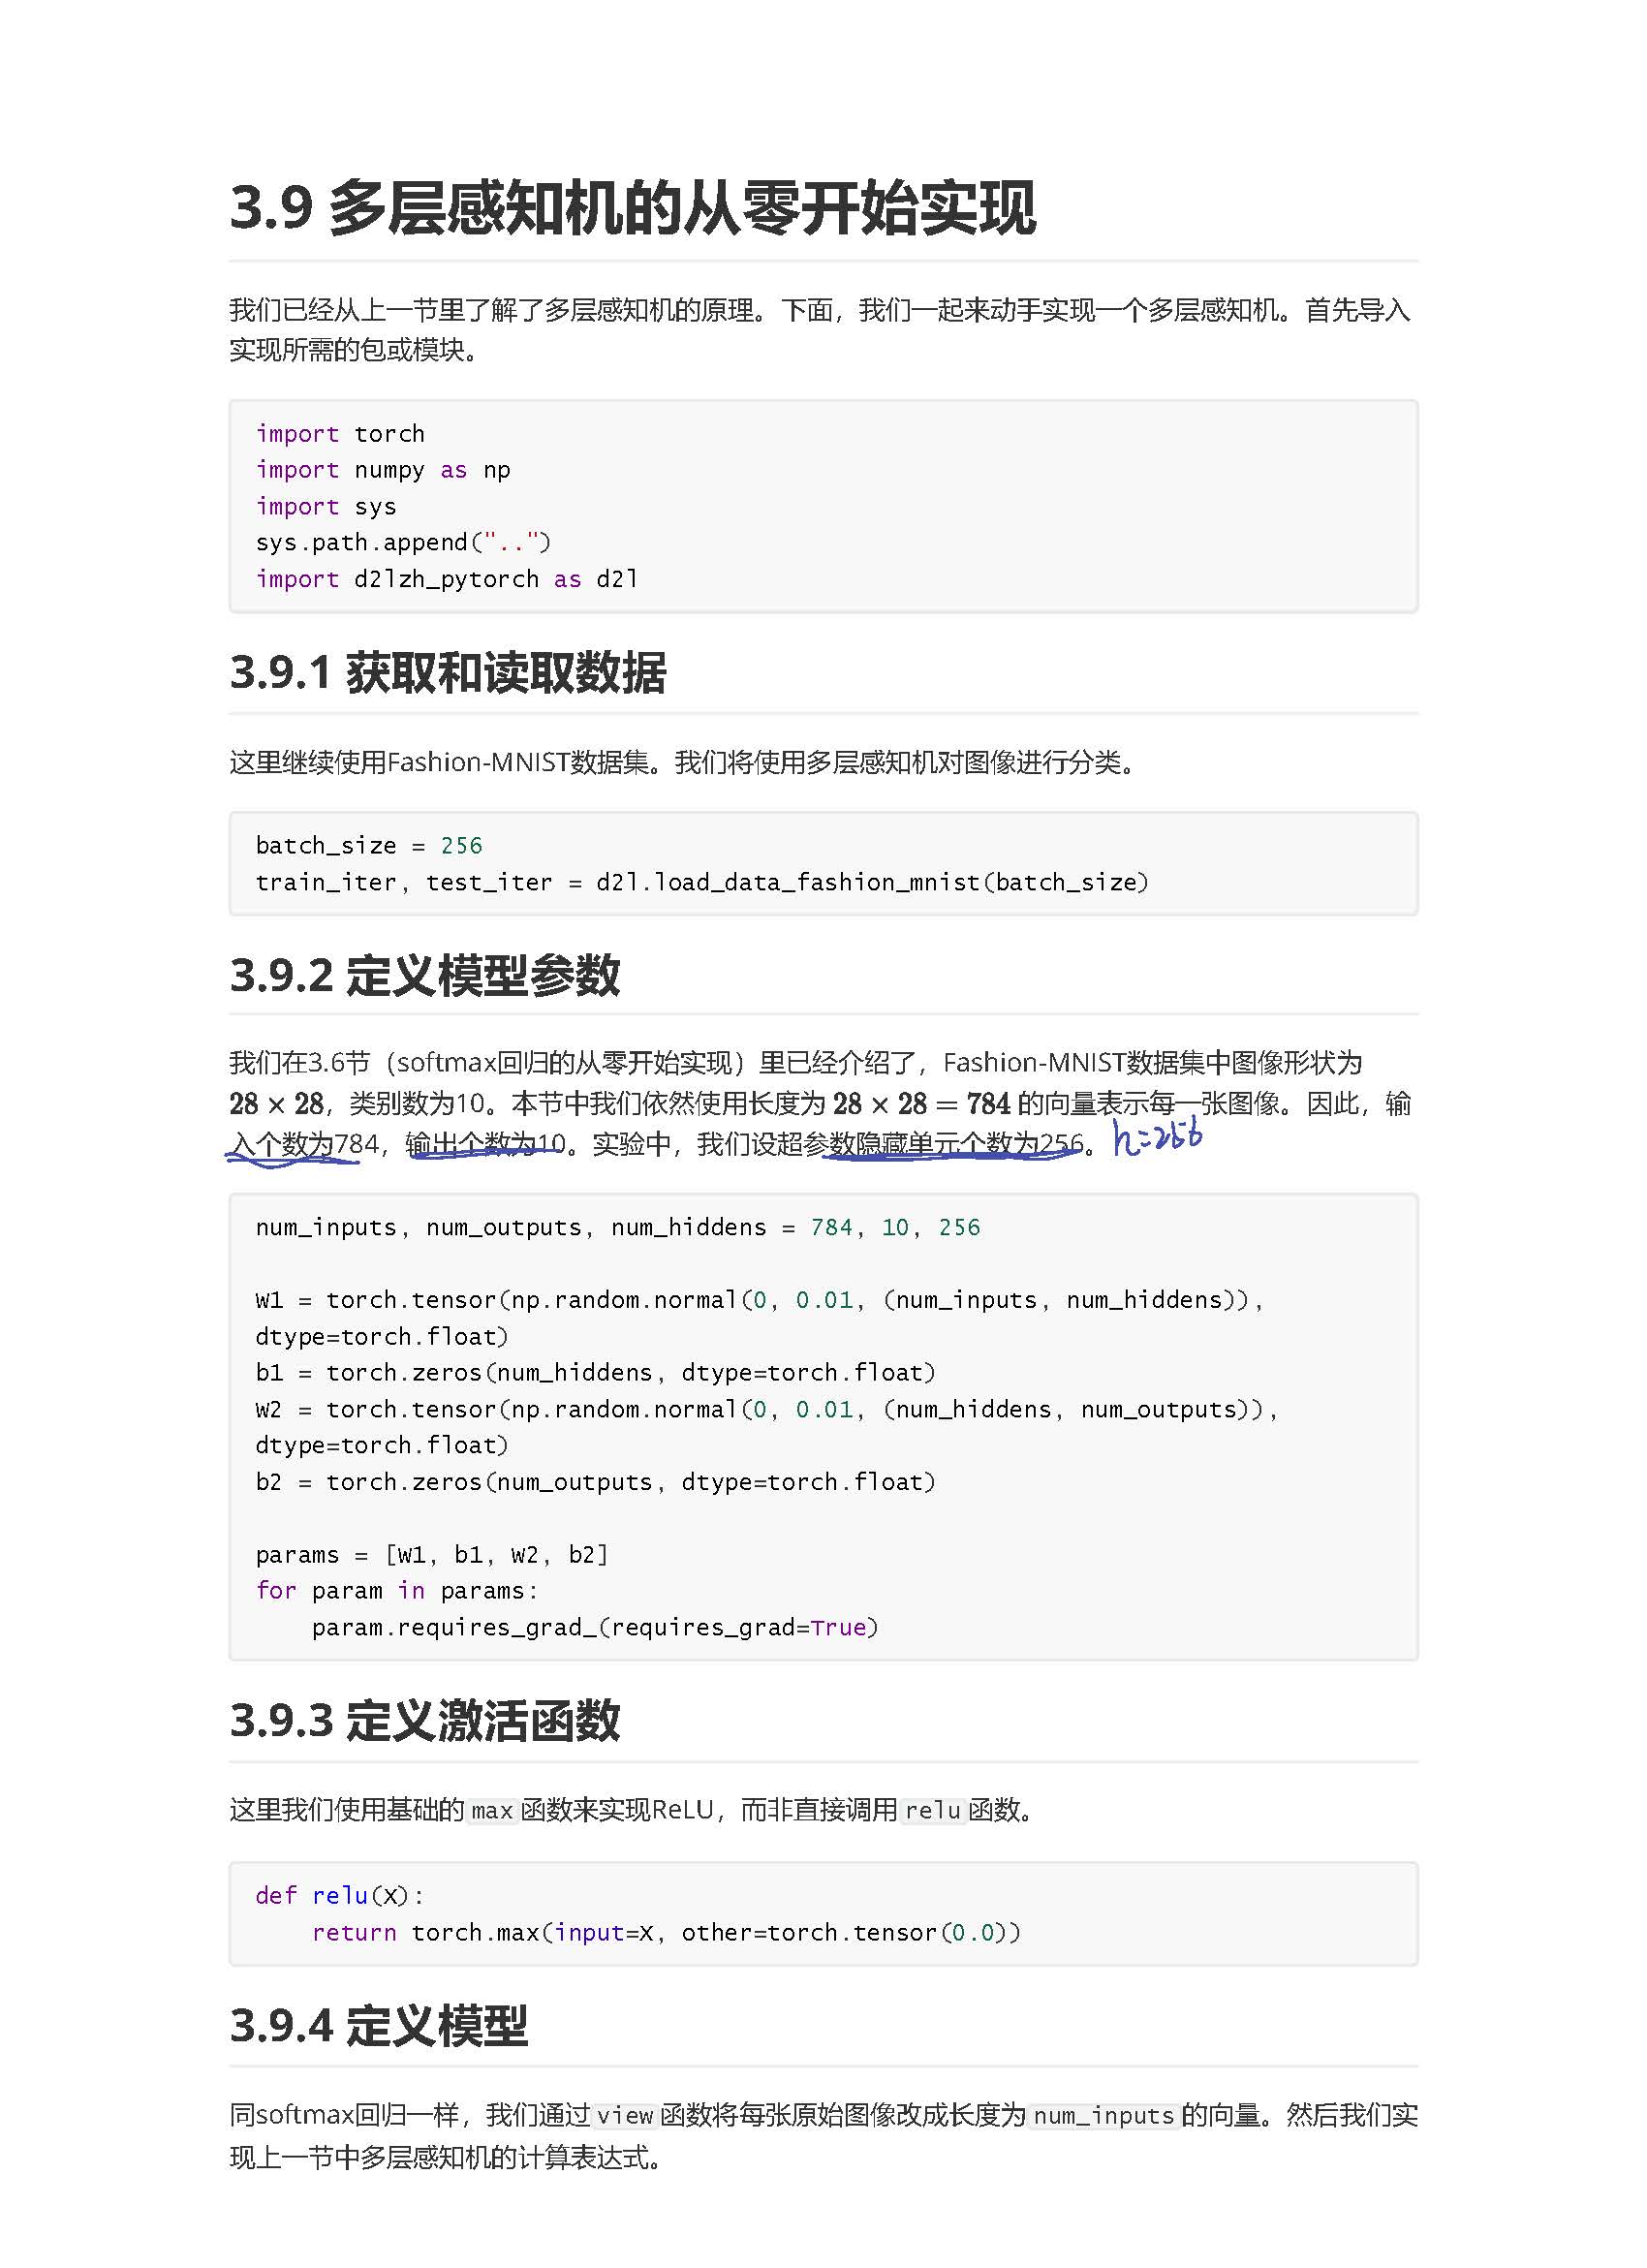 3.9 多层感知机的从零开始实现
我们已经从上一节里了解了多层感知机的原理。下面，我们一起来动手实现一个多层感知机。首先导入
实现所需的包或模块。
import torch
import numpy as np
import sys
sys.path.append("..")
import d2lzh_pytorch as d2l
3.9.1 获取和读取数据
这里继续使用Fashion-MNIST数据集。我们将使用多层感知机对图像进行分类。
batch_size = 256
train_iter, test_iter = d2l.load_data_fashion_mnist(batch_size)
3.9.2 定义模型参数
我们在3.6节（softmax回归的从零开始实现）里已经介绍了，Fashion-MNIST数据集中图像形状为
28 × 28，类别数为10。本节中我们依然使用长度为 28 × 28 = 784 的向量表示每一张图像。因此，输
入个数为784，输出个数为10。实验中，我们设超参数隐藏单元个数为256。 h=256
num_inputs, num_outputs, num_hiddens = 784, 10, 256
W1 = torch.tensor(np.random.normal(0, 0.01, (num_inputs, num_hiddens)),
dtype=torch.float)
b1 = torch.zeros(num_hiddens, dtype=torch.float)
W2 = torch.tensor(np.random.normal(0, 0.01, (num_hiddens, num_outputs)),
dtype=torch.float)
b2 = torch.zeros(num_outputs, dtype=torch.float)
params = [W1, b1, W2, b2]
for param in params:
    param.requires_grad_(requires_grad=True)
3.9.3 定义激活函数
这里我们使用基础的 max 函数来实现ReLU，而非直接调用 relu 函数。
def relu(X):
    return torch.max(input=X, other=torch.tensor(0.0))
3.9.4 定义模型
同softmax回归一样，我们通过 view 函数将每张原始图像改成长度为 num_inputs 的向量。然后我们实
现上一节中多层感知机的计算表达式。